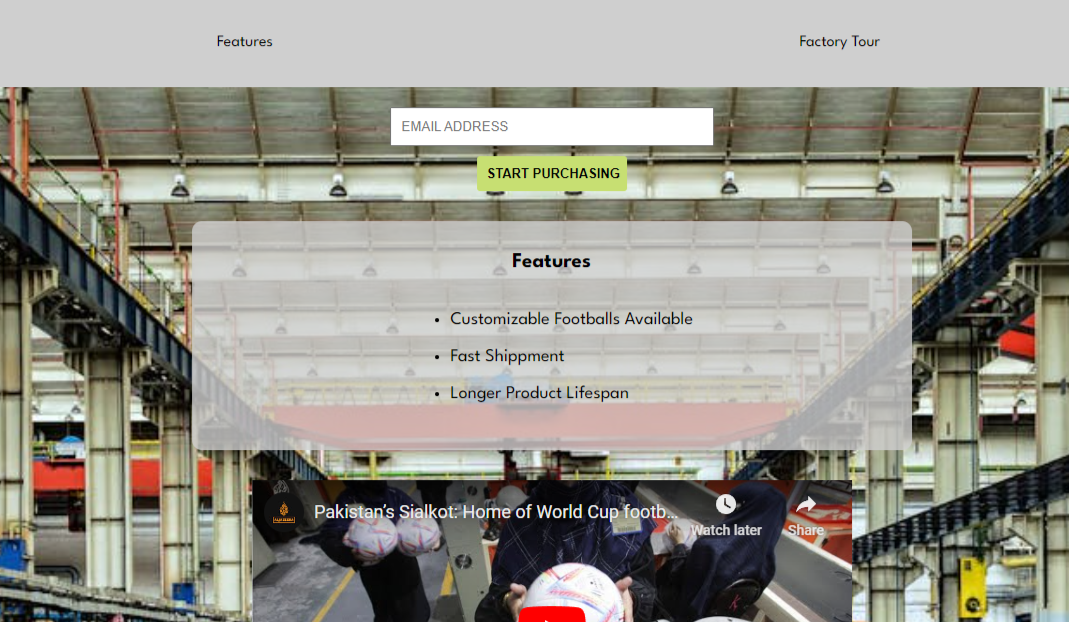 Features
Factory Tour
EMAIL ADDRESS
START PURCHASING
Features
• Customizable Footballs Available
• Fast Shippment
• Longer Product Lifespan
Pakistan's Sialkot: Home of World Cup footb...
Watch later
Share